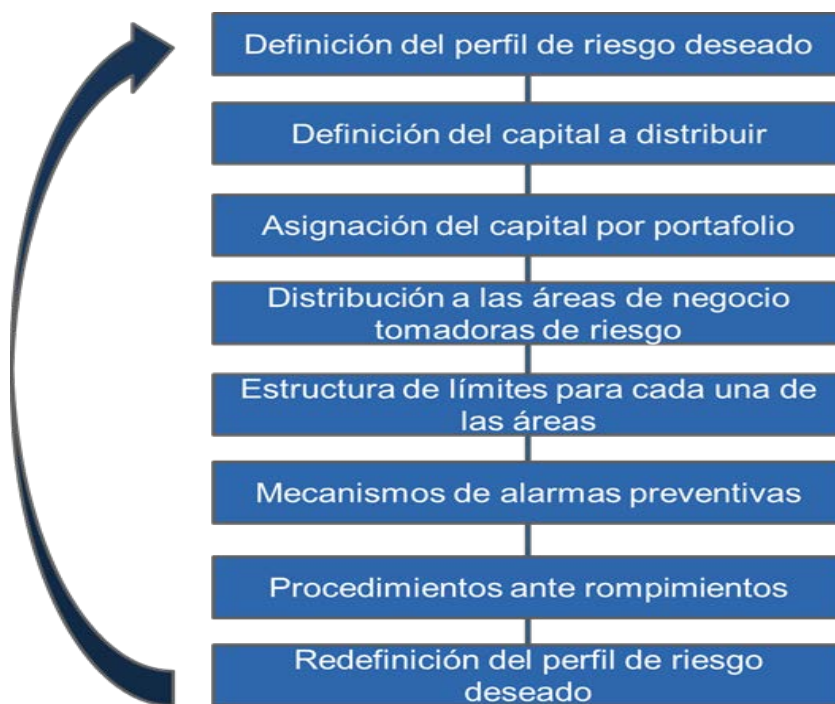 Definición del perfil de riesgo deseado
Definición del capital a distribuir
Asignación del capital por portafolio
Distribución a las áreas de negocio
tomadoras de riesgo
Estructura de límites para cada una de
las áreas
Mecanismos de alarmas preventivas
Procedimientos ante rompimientos
Redefinición del perfil de riesgo
deseado